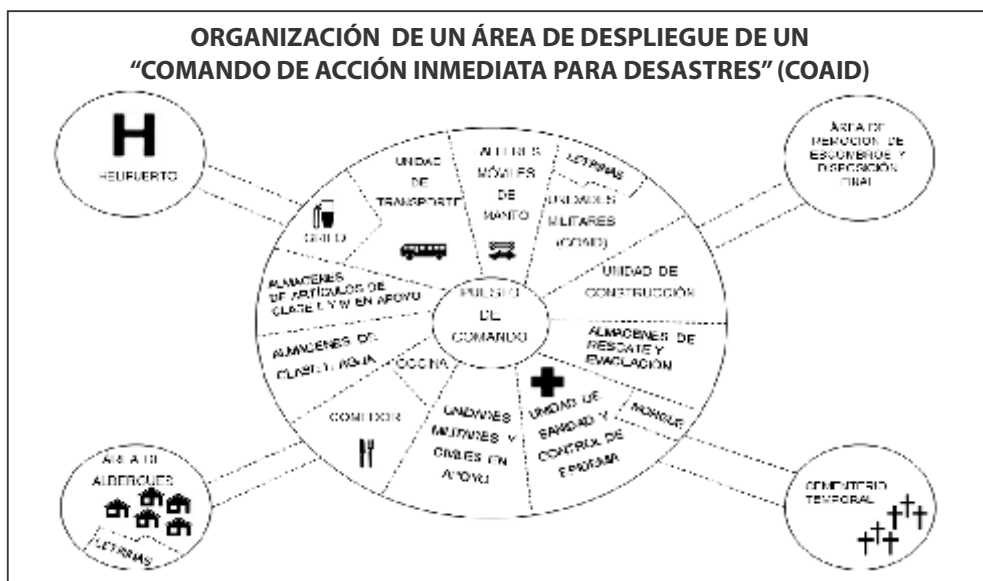 ORGANIZACIÓN DE UN ÁREA DE DESPLIEGUE DE UN
“COMANDO DE ACCIÓN INMEDIATA PARA DESASTRES” (COAID)
H
HELIPUERTO
ÁREA DE
REMOCIÓN DE
ESCOMBROS Y
DISPOSICIÓN
FINAL
GRIFO
UNIDAD
DE
TRANSPORTE
TALLERES
MÓVILES
DE
MANTO
LETRINAS
UNIDADES
MILITARES
(COAID)
UNIDAD DE
CONSTRUCCIÓN
ALMACENES DE
RESCATE Y
EVACUACIÓN
MORGUE
UNIDAD DE
SANIDAD Y
CONTROL DE
EPIDEMIA
UNIDADES
MILITARES Y
CIVILES EN
APOYO
COCINA
COMEDOR
ALMACENES DE
CLASE I, AGUA
ALMACENES
DE ARTÍCULOS DE
CLASE Y IV EN APOYO
PUESTO
DE
COMANDO
ÁREA DE
ALBERGUES
LETRINAS
CEMENTERIO
TEMPORAL